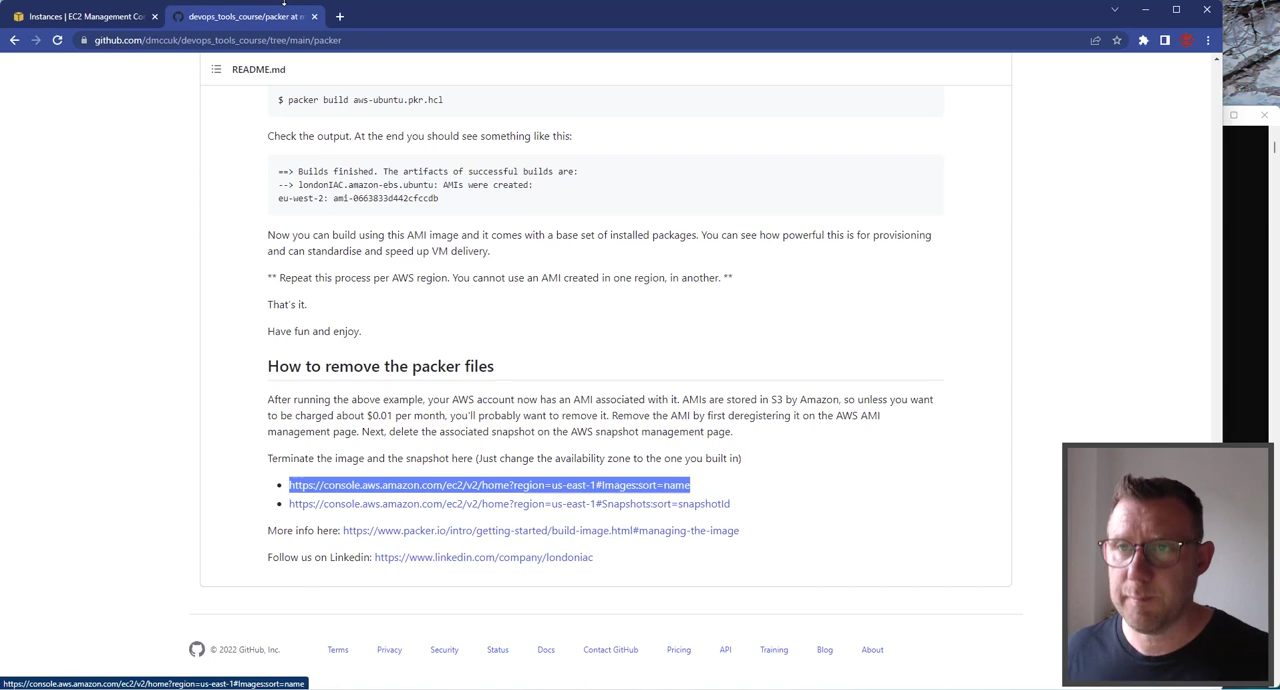 Instances | EC2 Management Co
devops_tools_course/packer at m
github.com/dmccuk/devops_tools_course/tree/main/packer
README.md
$ packer build aws-ubuntu.pkr.hcl
Check the output. At the end you should see something like this:
==> Builds finished. The artifacts of successful builds are:
--> londonIAC.amazon-ebs.ubuntu: AMIs were created:
eu-west-2: ami-0663833d442cfccdb
Now you can build using this AMI image and it comes with a base set of installed packages. You can see how powerful this is for provisioning
and can standardise and speed up VM delivery.
** Repeat this process per AWS region. You cannot use an AMI created in one region, in another. **
That's it.
Have fun and enjoy.
How to remove the packer files
After running the above example, your AWS account now has an AMI associated with it. AMIs are stored in S3 by Amazon, so unless you want
to be charged about $0.01 per month, you'll probably want to remove it. Remove the AMI by first deregistering it on the AWS AMI
management page. Next, delete the associated snapshot on the AWS snapshot management page.
Terminate the image and the snapshot here (Just change the availability zone to the one you built in)
https://console.aws.amazon.com/ec2/v2/home?region=us-east-1#Images:sort=name
https://console.aws.amazon.com/ec2/v2/home?region=us-east-1#Snapshots:sort=snapshotId
More info here: https://www.packer.io/intro/getting-started/build-image.html#managing-the-image
Follow us on Linkedin: https://www.linkedin.com/company/londoniac
© 2022 GitHub, Inc. Terms Privacy Security Status Docs Contact GitHub Pricing API Training Blog About
https://console.aws.amazon.com/ec2/v2/home?region=us-east-1#Images:sort=name